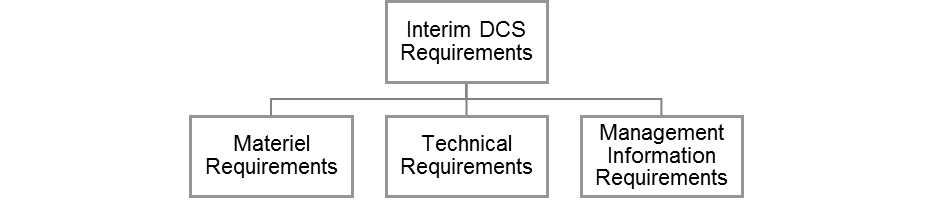 Interim DCS
Requirements
Materiel
Requirements
Technical
Requirements
Management
Information
Requirements